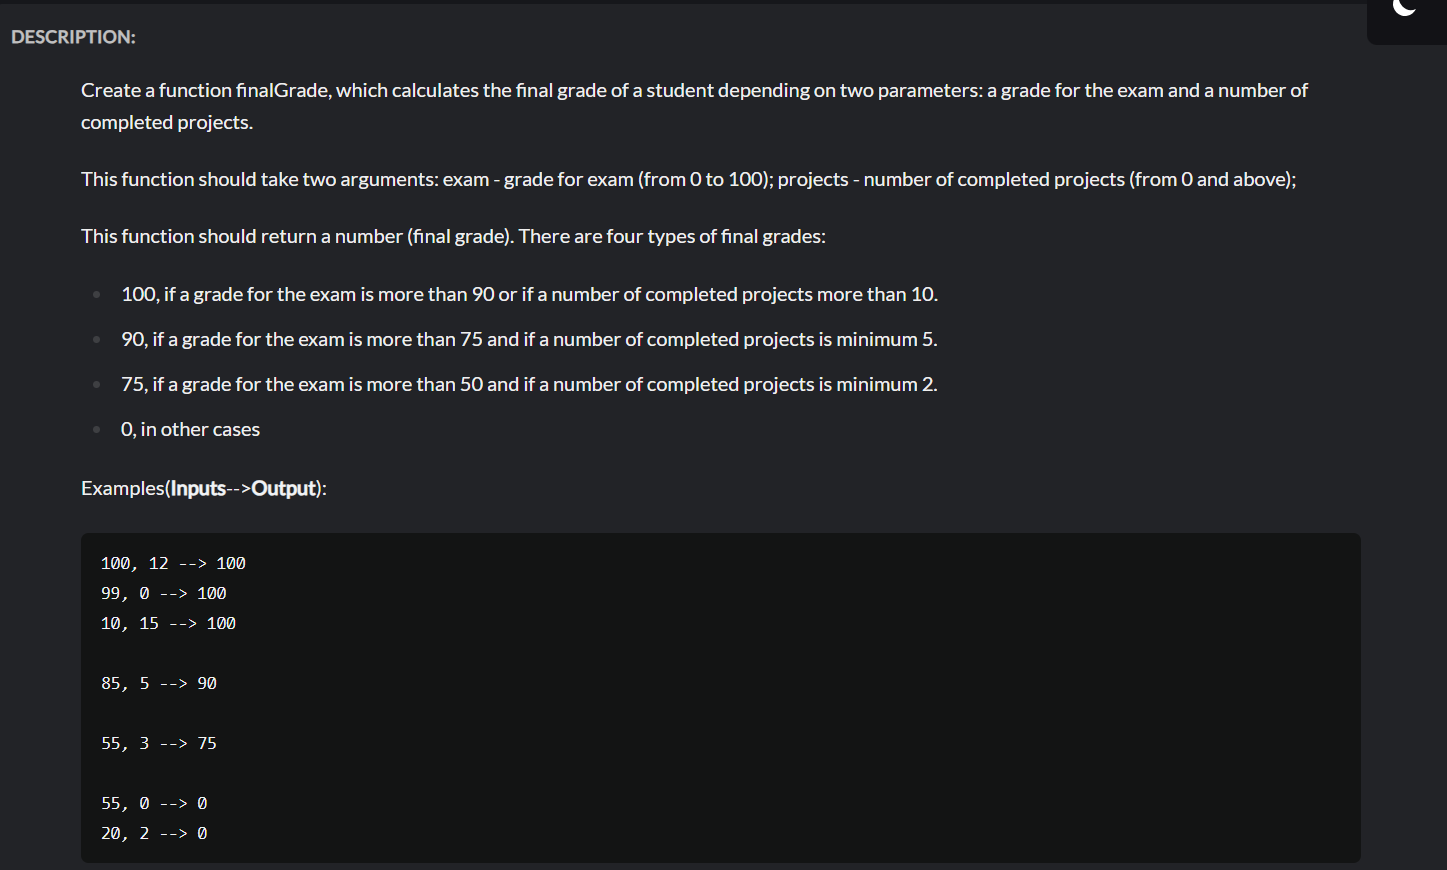 DESCRIPTION:
Create a function finalGrade, which calculates the final grade of a student depending on two parameters: a grade for the exam and a number of
completed projects.
This function should take two arguments: exam - grade for exam (from 0 to 100); projects - number of completed projects (from 0 and above);
This function should return a number (final grade). There are four types of final grades:
100, if a grade for the exam is more than 90 or if a number of completed projects more than 10.
90, if a grade for the exam is more than 75 and if a number of completed projects is minimum 5.
75, if a grade for the exam is more than 50 and if a number of completed projects is minimum 2.
0, in other cases
Examples(Inputs-->Output):
100, 12 --> 100
99, 0 --> 100
10, 15 --> 100
85, 5 --> 90
55, 3 --> 75
55, 0 --> 0
20, 2 --> 0